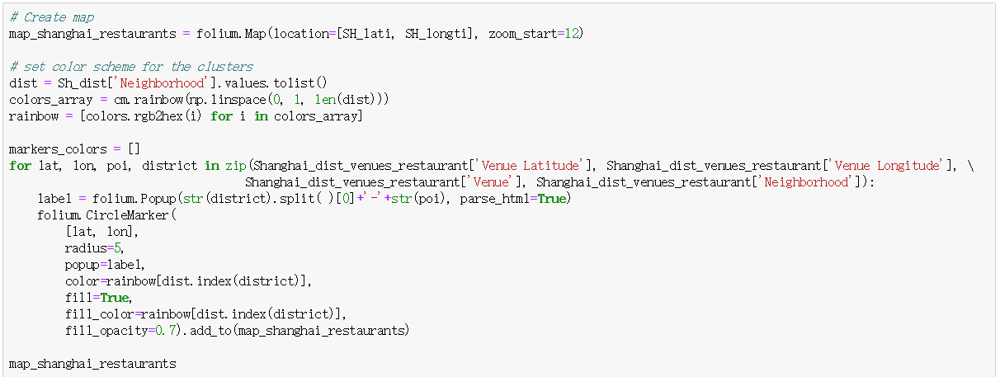 # Create map
map_shanghai_restaurants = folium.Map(location=[SH_lati, SH_longti], zoom_start=12)

# set color scheme for the clusters
dist = Sh_dist['Neighborhood'].values.tolist()
colors_array = cm.rainbow(np.linspace(0, 1, len(dist)))
rainbow = [colors.rgb2hex(i) for i in colors_array]

markers_colors = []
for lat, lon, poi, district in zip(Shanghai_dist_venues_restaurant['Venue Latitude'], Shanghai_dist_venues_restaurant['Venue Longitude'], \
                                  Shanghai_dist_venues_restaurant['Venue'], Shanghai_dist_venues_restaurant['Neighborhood']):
    label = folium.Popup(str(district).split( )[0]+'-'+str(poi), parse_html=True)
    folium.CircleMarker(
        [lat, lon],
        radius=5,
        popup=label,
        color=rainbow[dist.index(district)],
        fill=True,
        fill_color=rainbow[dist.index(district)],
        fill_opacity=0.7).add_to(map_shanghai_restaurants)

map_shanghai_restaurants